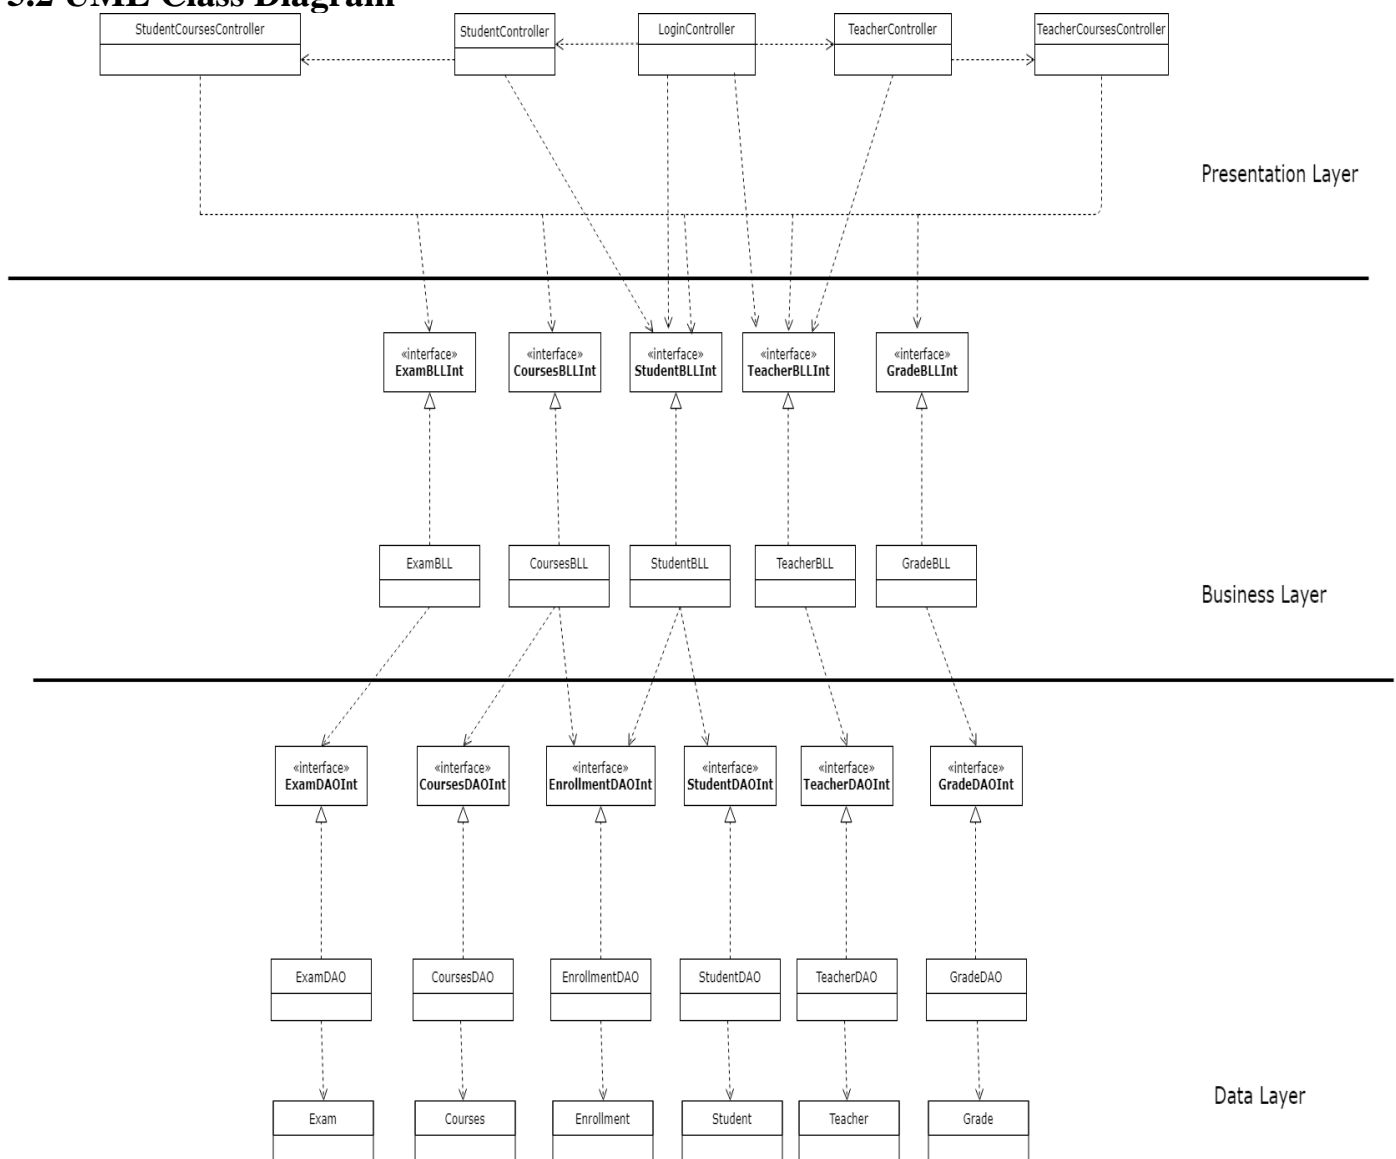 5.2 UML Class Diagram
StudentCoursesController
StudentController
LoginController
TeacherController
TeacherCoursesController
Presentation Layer
«interface»
ExamBLLInt
«interface»
CoursesBLLInt
«interface»
StudentBLLInt
«interface»
TeacherBLLInt
«interface»
GradeBLLInt
ExamBLL
CoursesBLL
StudentBLL
TeacherBLL
GradeBLL
Business Layer
«interface»
ExamDAOInt
«interface»
CoursesDAOInt
«interface»
EnrollmentDAOInt
«interface»
StudentDAOInt
«interface»
TeacherDAOInt
«interface»
GradeDAOInt
ExamDAO
CoursesDAO
EnrollmentDAO
StudentDAO
TeacherDAO
GradeDAO
Data Layer
Exam
Courses
Enrollment
Student
Teacher
Grade